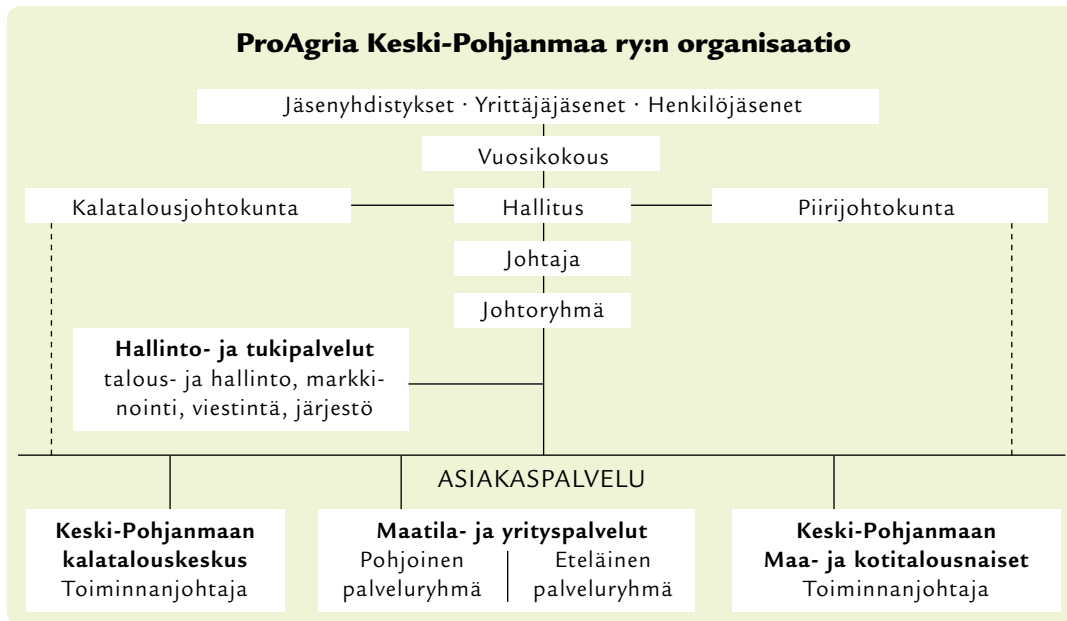 ProAgria Keski-Pohjanmaa ry:n organisaatio
Jäsenyhdistykset · Yrittäjäjäsenet · Henkilöjäsenet
Vuosikokous
Kalatalousjohtokunta
Hallitus
Piirijohtokunta
Johtaja
Johtoryhmä
Hallinto- ja tukipalvelut
talous- ja hallinto, markki-
nointi, viestintä, järjestö
ASIAKASPALVELU
Keski-Pohjanmaan
kalatalouskeskus
Toiminnanjohtaja
Maatila- ja yrityspalvelut
Pohjoinen
palveluryhmä
Eteläinen
palveluryhmä
Keski-Pohjanmaan
Maa- ja kotitalousnaiset
Toiminnanjohtaja